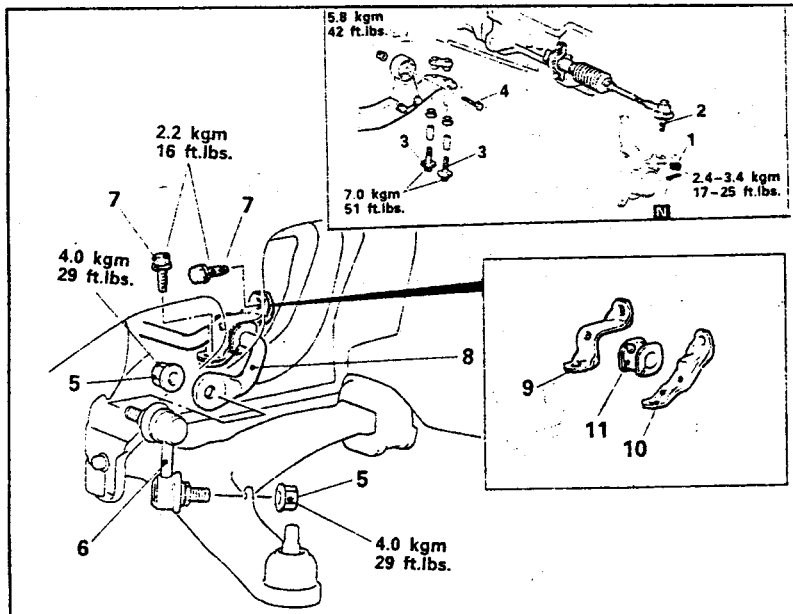 5.8 kgm
42 ft.lbs.
4
2
1
3
3
2.4–3.4 kgm
17–25 ft.lbs.
7.0 kgm
51 ft.lbs.
N
2.2 kgm
16 ft.lbs.
7
7
4.0 kgm
29 ft.lbs.
5
8
9
11
10
5
6
4.0 kgm
29 ft.lbs.